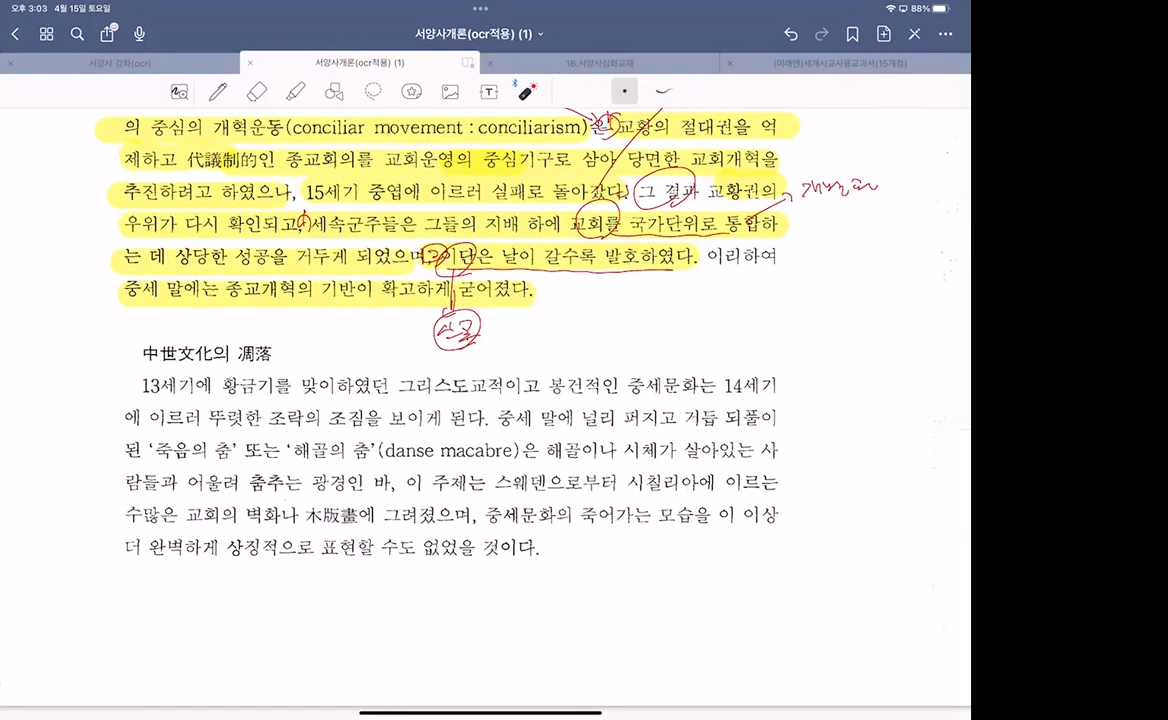 오후 3:03 4월 15일 토요일
88%
서양사개론(ocr적용) (1)
서양사 강좌(ocr)
서양사개론(ocr적용) (1)
16.서양사심화교재
(미래엔)세계사교사용교과서(15개정)
의 중심의 개혁운동(conciliar movement : conciliarism)은 교황의 절대권을 억
제하고 代議制的인 종교회의를 교회운영의 중심기구로 삼아 당면한 교회개혁을
추진하려고 하였으나, 15세기 중엽에 이르러 실패로 돌아갔다. 그 결과 교황권의
우위가 다시 확인되고, 세속군주들은 그들의 지배 하에 교회를 국가단위로 통합하
는 데 상당한 성공을 거두게 되었으며, 이단은 날이 갈수록 발호하였다. 이리하여
중세 말에는 종교개혁의 기반이 확고하게 굳어졌다.
中世文化의 凋落
13세기에 황금기를 맞이하였던 그리스도교적이고 봉건적인 중세문화는 14세기
에 이르러 뚜렷한 조락의 조짐을 보이게 된다. 중세 말에 널리 퍼지고 거듭 되풀이
된 '죽음의 춤' 또는 '해골의 춤'(danse macabre)은 해골이나 시체가 살아있는 사
람들과 어울려 춤추는 광경인 바, 이 주제는 스웨덴으로부터 시칠리아에 이르는
수많은 교회의 벽화나 木版畫에 그려졌으며, 중세문화의 죽어가는 모습을 이 이상
더 완벽하게 상징적으로 표현할 수도 없었을 것이다.